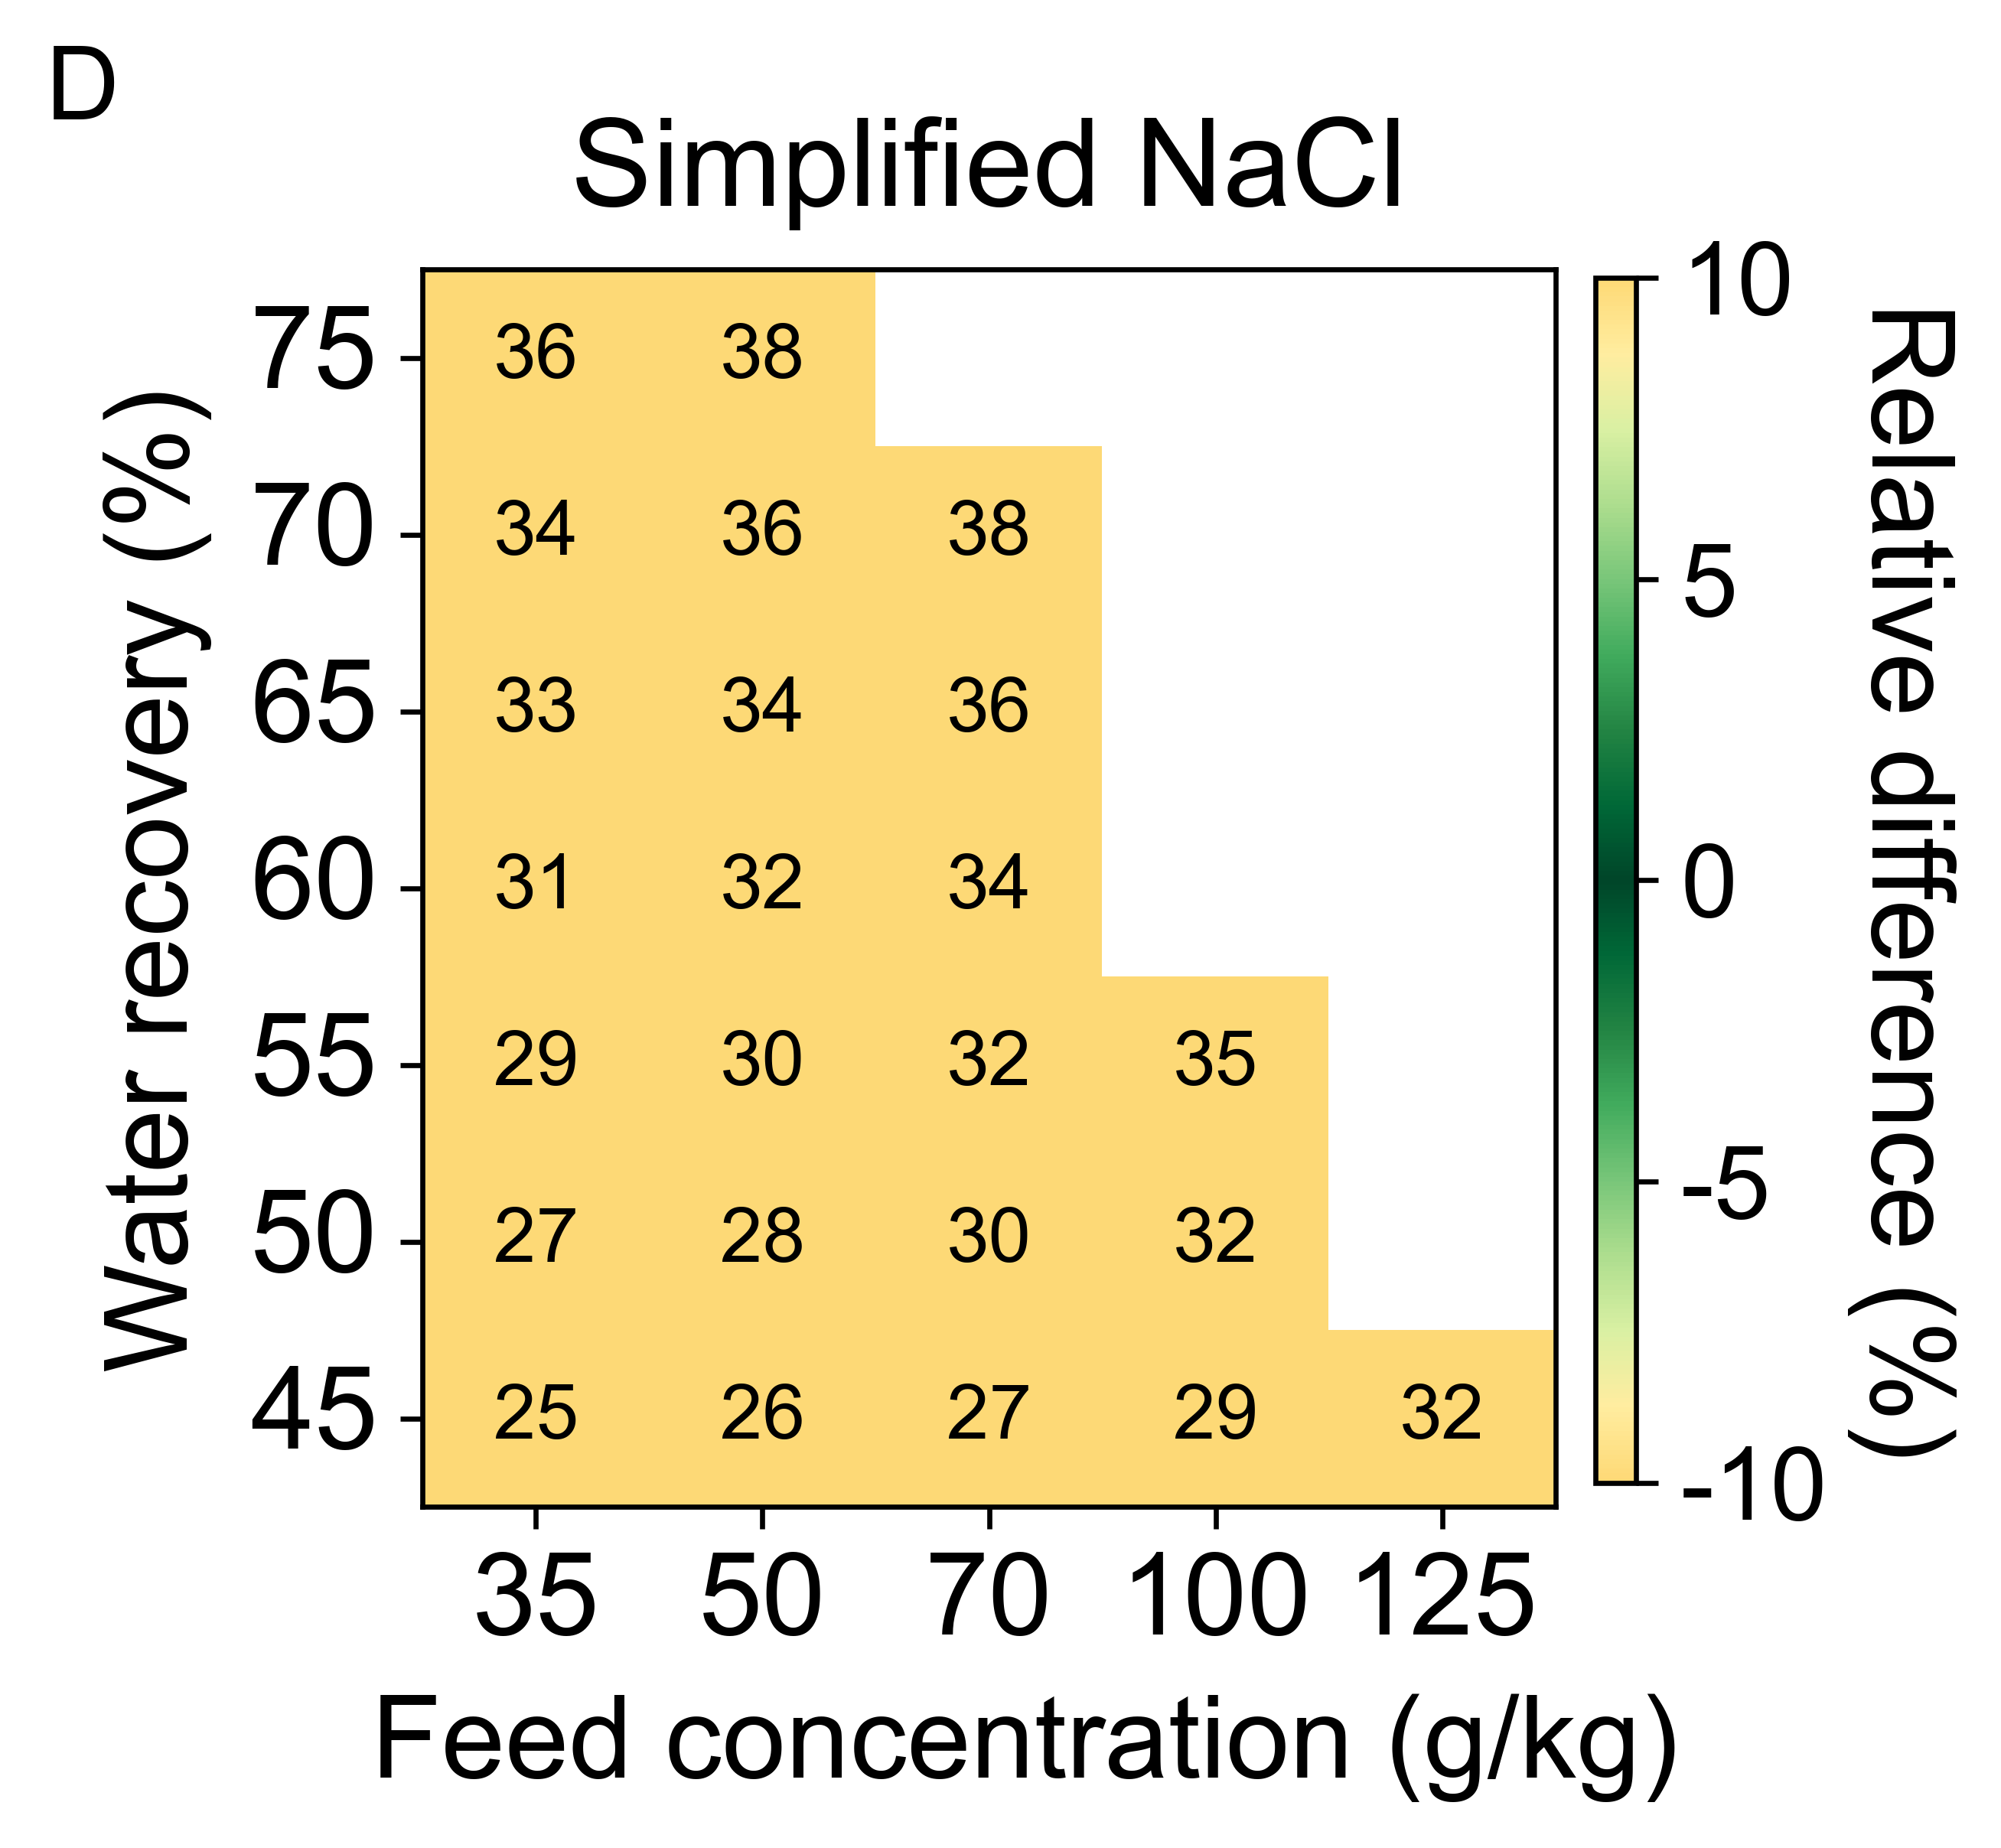 D
Simplified NaCl
75 36 38
70 34 36 38
65 33 34 36
60 31 32 34
55 29 30 32 35
50 27 28 30 32
45 25 26 27 29 32
35 50 70 100 125
Feed concentration (g/kg)
Water recovery (%)
10
5
0
-5
-10
Relative difference (%)